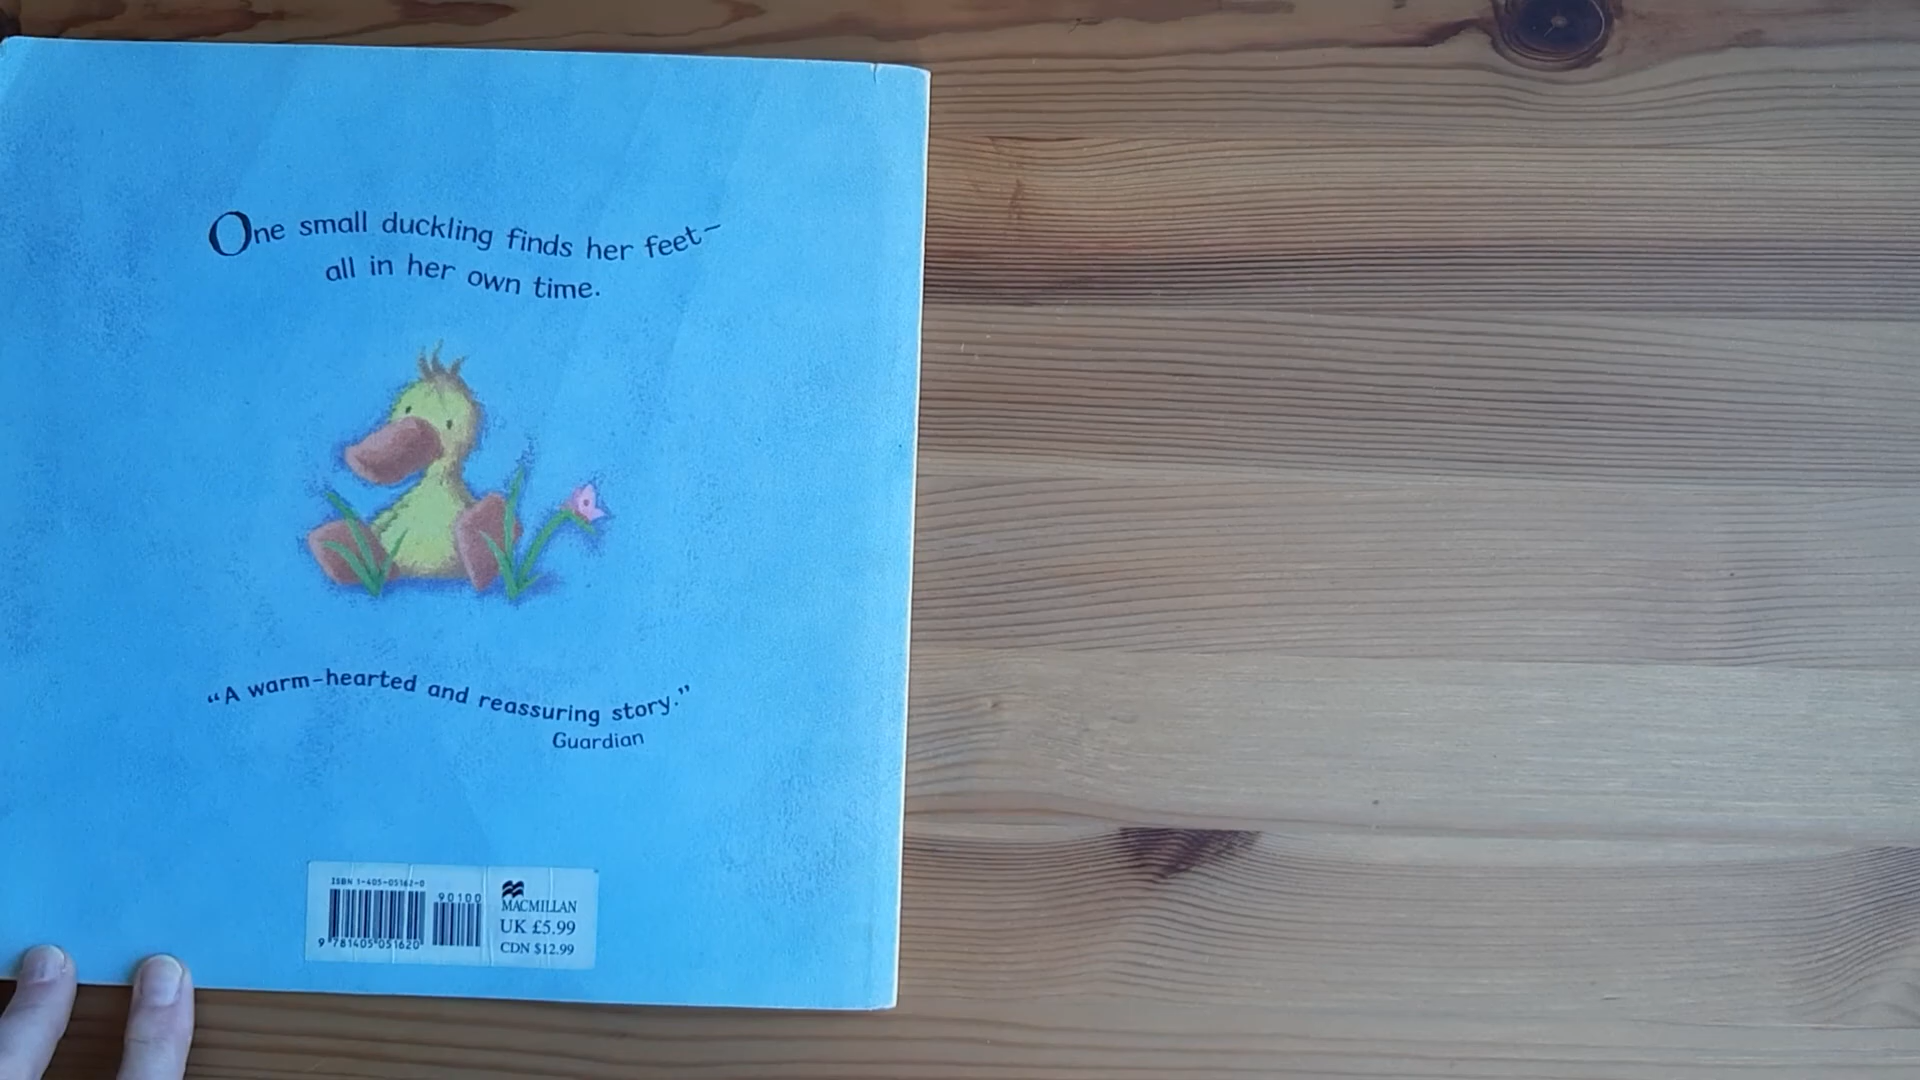 One small duckling finds her feet–
all in her own time.
“A warm-hearted and reassuring story.”
Guardian
ISBN 1-405-05162-0
90100
9 781405 051620
MACMILLAN
UK £5.99
CDN $12.99